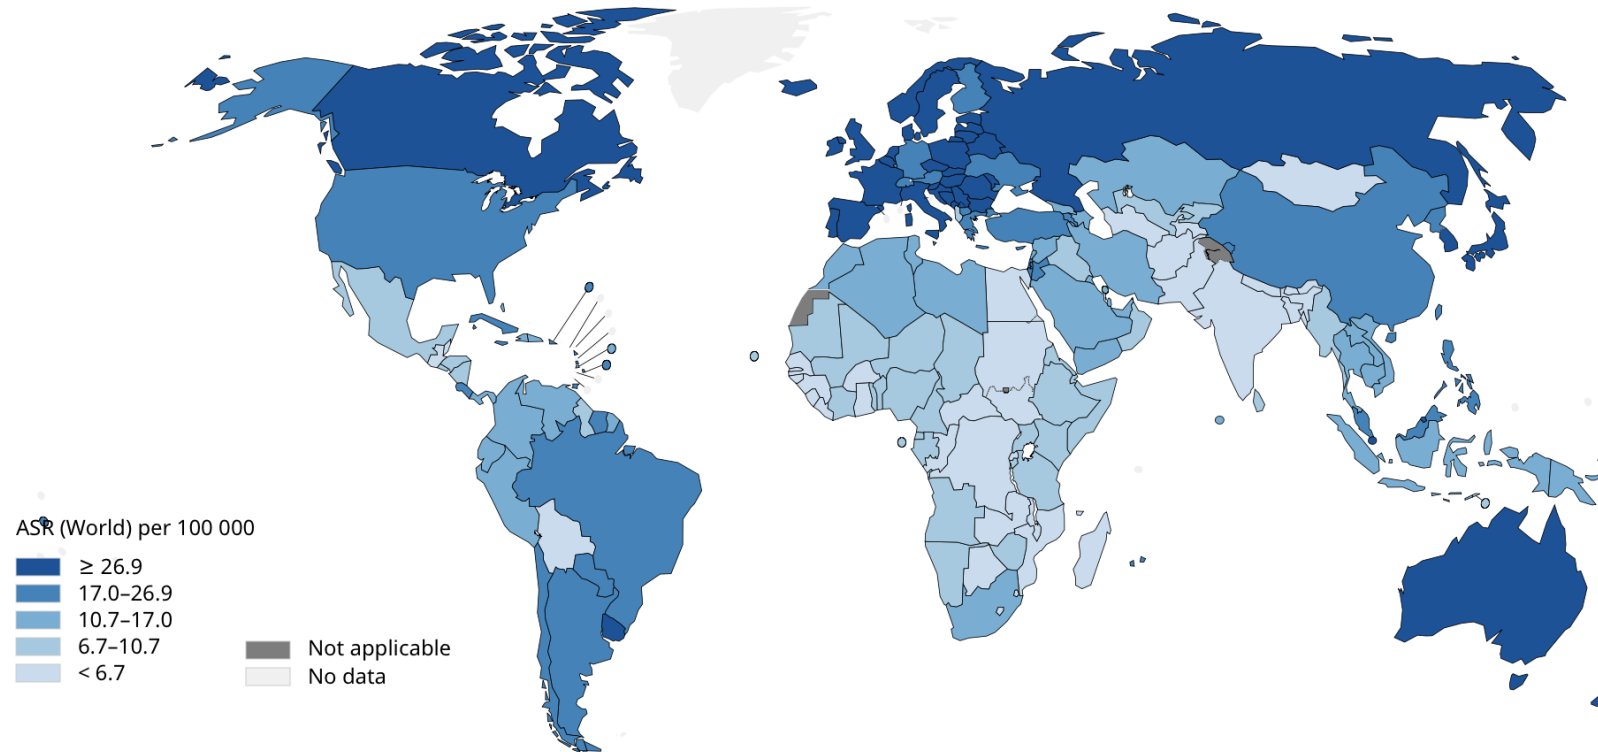 ASR (World) per 100 000
≥ 26.9
17.0–26.9
10.7–17.0
6.7–10.7
< 6.7
Not applicable
No data